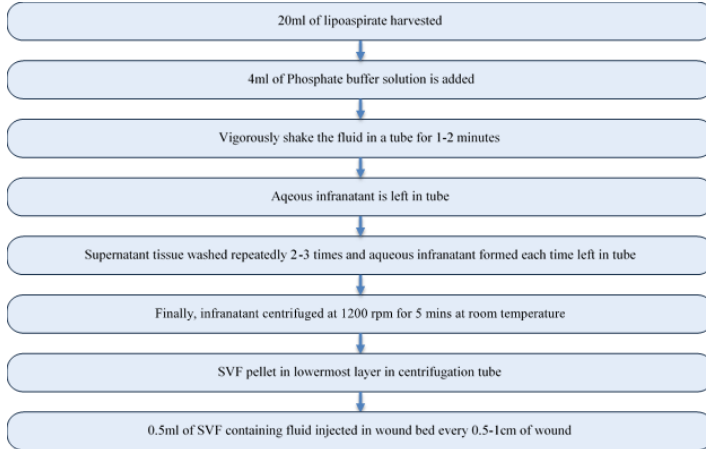 20ml of lipoaspirate harvested
4ml of Phosphate buffer solution is added
Vigorously shake the fluid in a tube for 1-2 minutes
Aqeous infranatant is left in tube
Supernatant tissue washed repeatedly 2-3 times and aqueous infranatant formed each time left in tube
Finally, infranatant centrifuged at 1200 rpm for 5 mins at room temperature
SVF pellet in lowermost layer in centrifugation tube
0.5ml of SVF containing fluid injected in wound bed every 0.5-1cm of wound